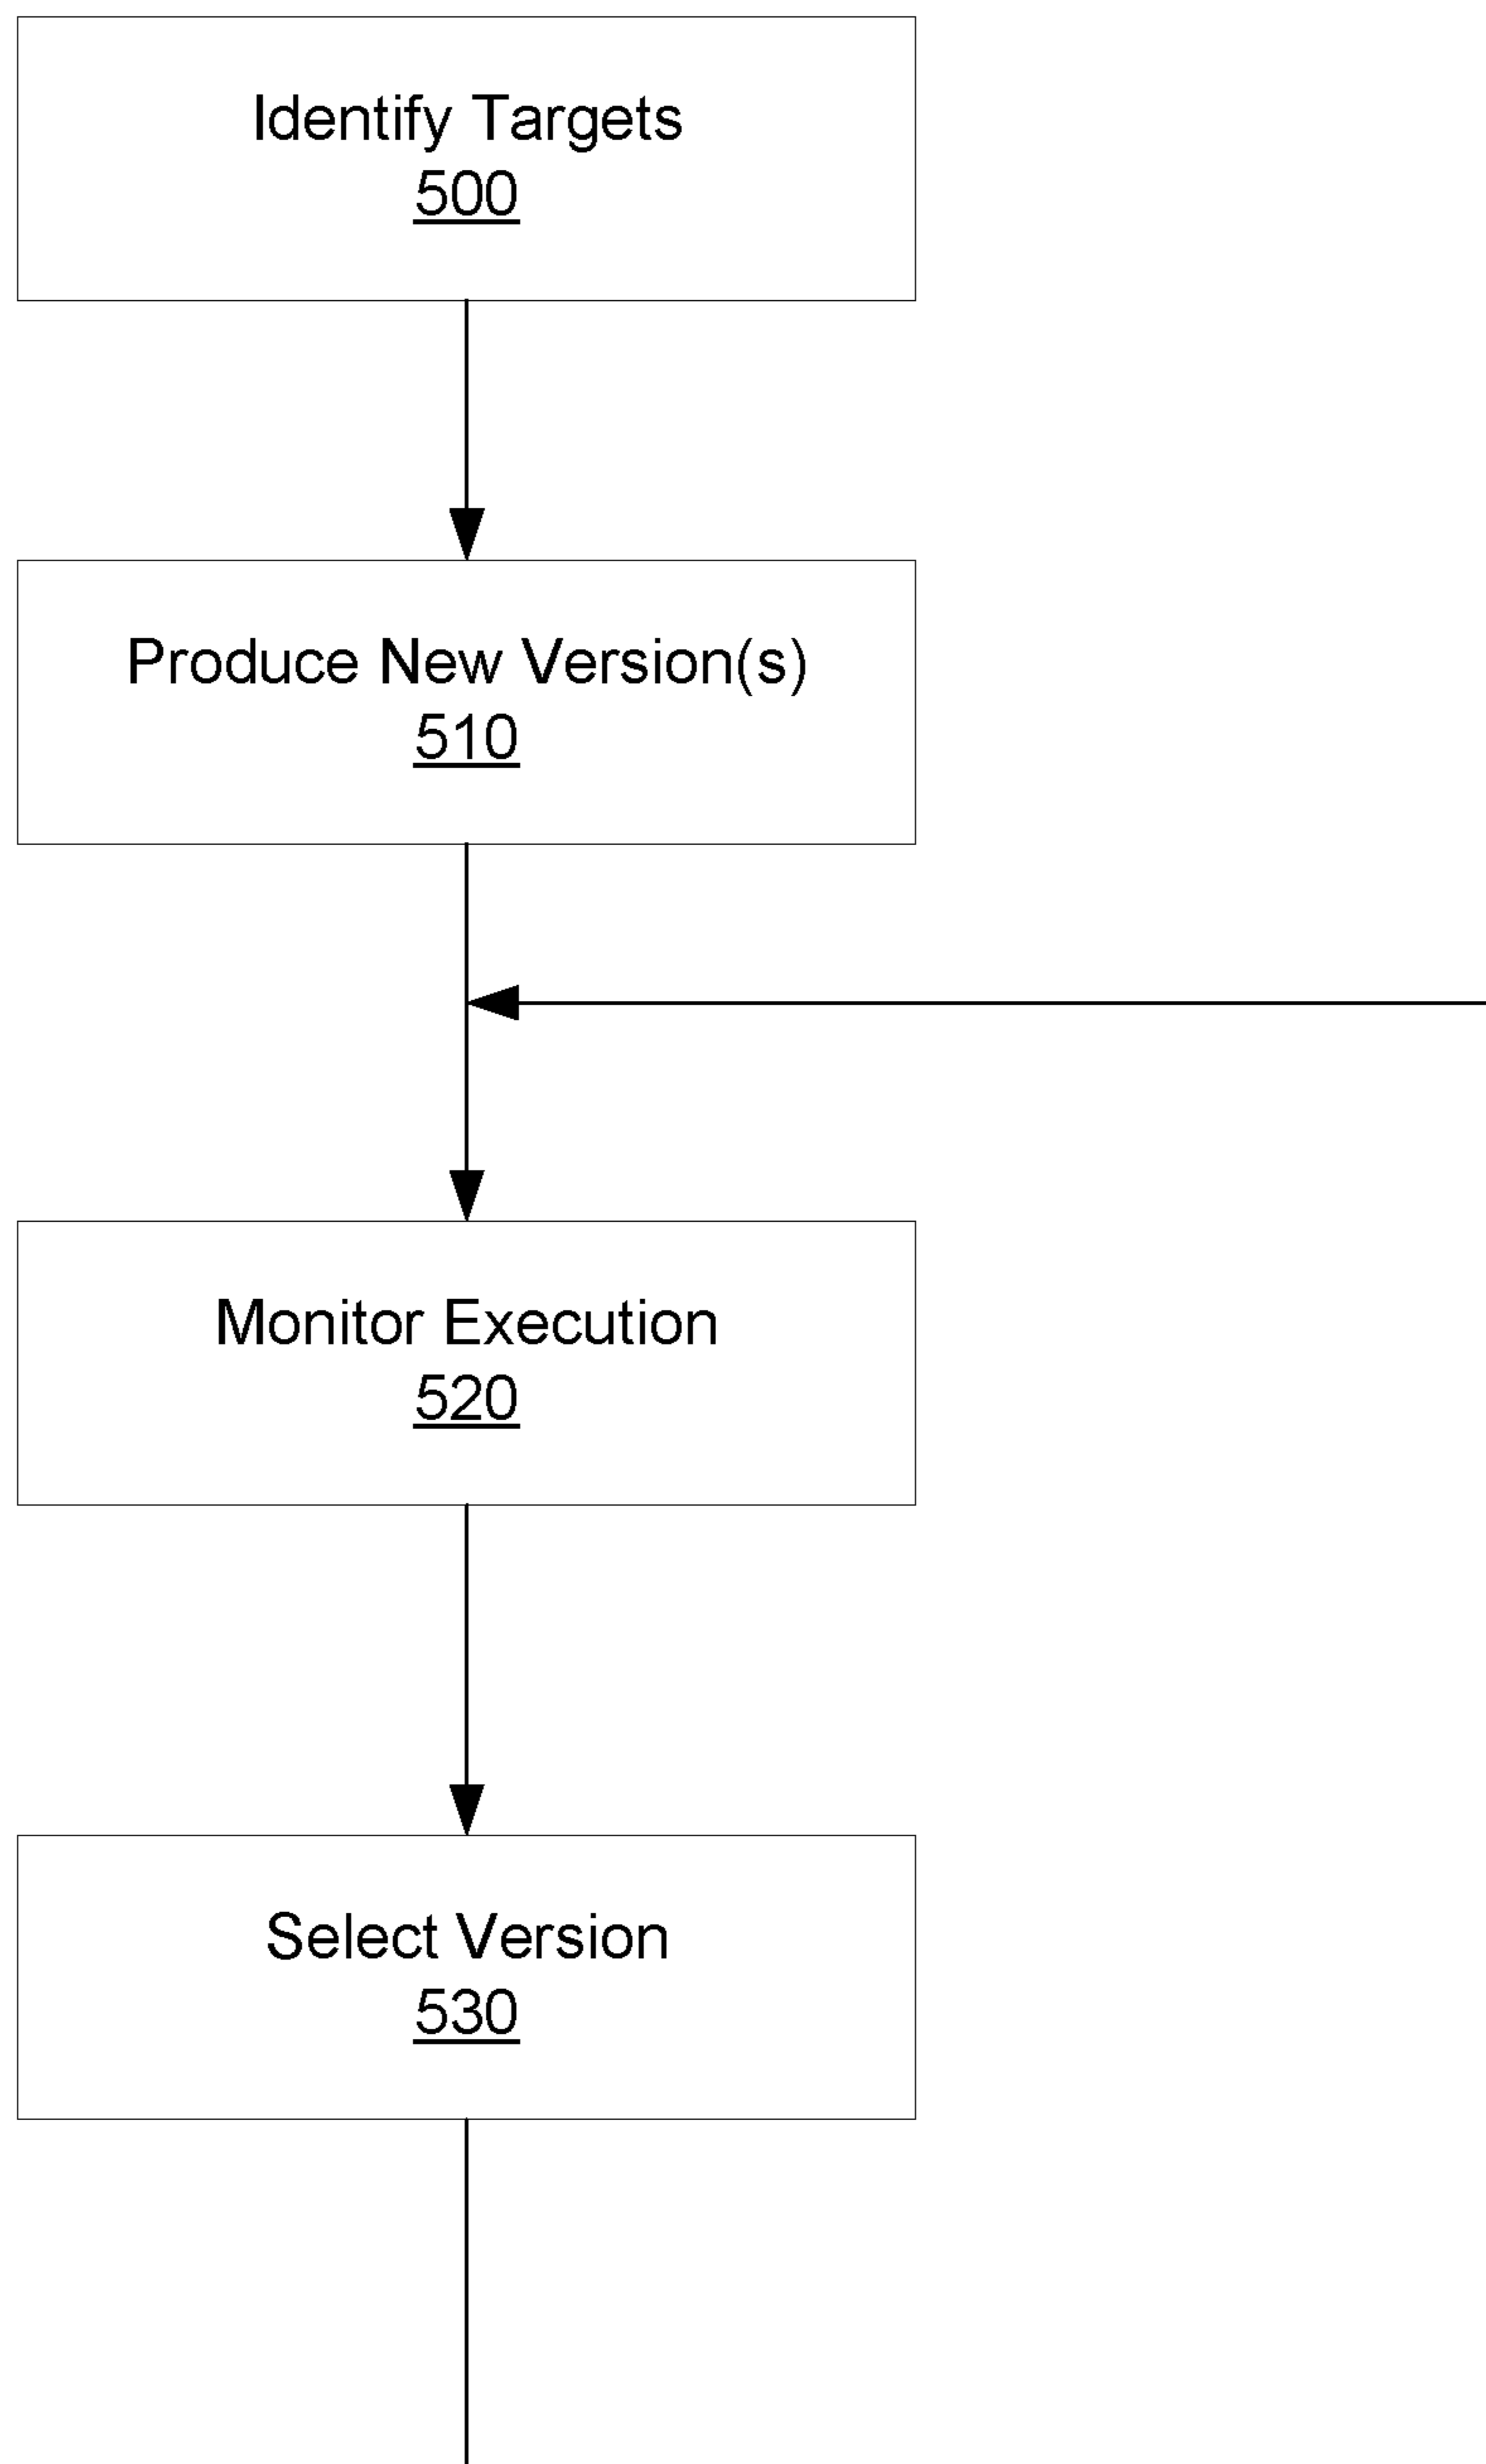 Identify Targets
500
Produce New Version(s)
510
Monitor Execution
520
Select Version
530